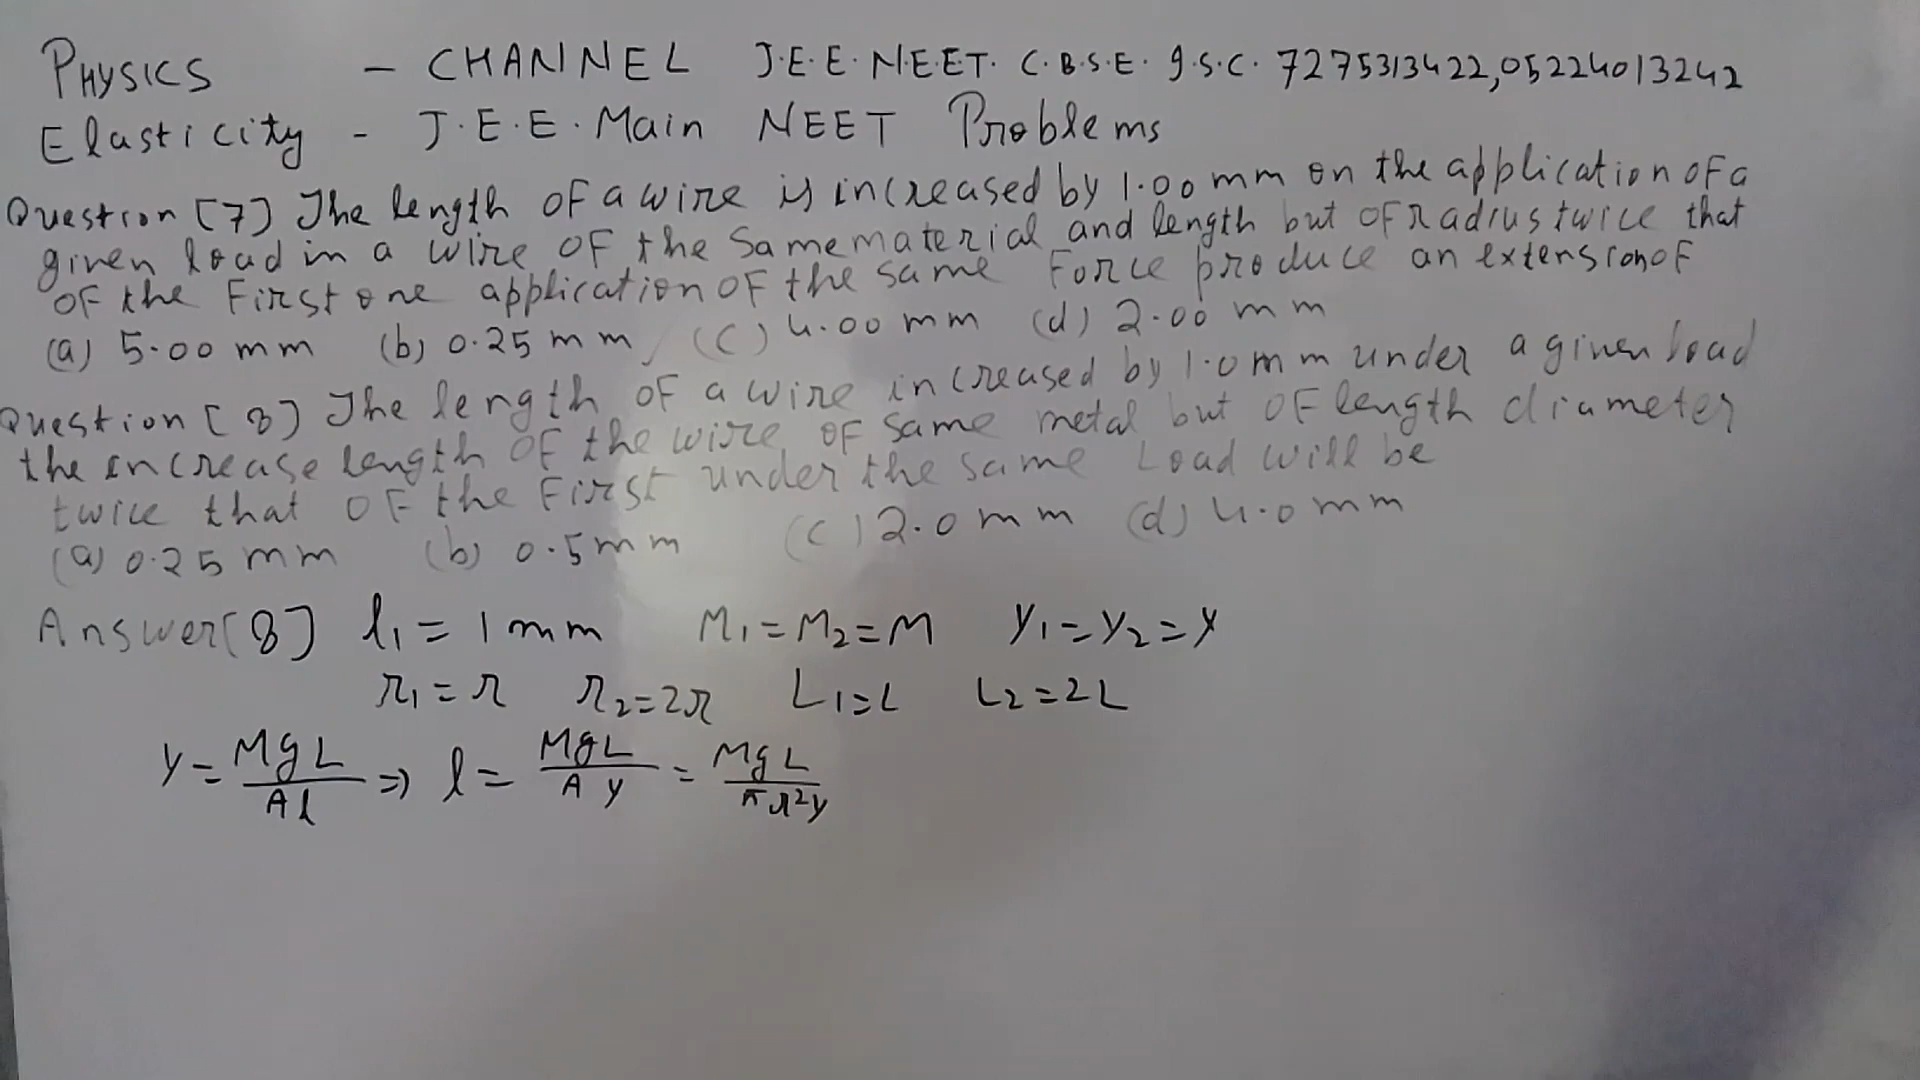 PHYSICS - CHANNEL J.E.E. N.E.E.T. C.B.S.E. I.S.C. 7275313422,05224013242
Elasticity - J.E.E. Main NEET Problems
Question [7] The length of a wire is increased by 1.00 mm on the application of a
given load in a wire of the same material and length but of radius twice that
of the First one application of the same Force produce an extension of
(a) 5.00 mm (b) 0.25 mm (c) 4.00 mm (d) 2.00 mm
Question [8] The length of a wire increased by 1.0 mm under a given load
the increase length of the wire of same metal but of length diameter
twice that of the First under the same Load will be
(a) 0.25 mm (b) 0.5 mm (c) 2.0 mm (d) 4.0 mm
Answer [8] l₁ = 1 mm M₁ = M₂ = M Y₁ = Y₂ = Y
r₁ = r r₂ = 2r L₁ = L L₂ = 2L
Y = MgL/Al ⇒ l = MgL/AY = MgL/πr²Y